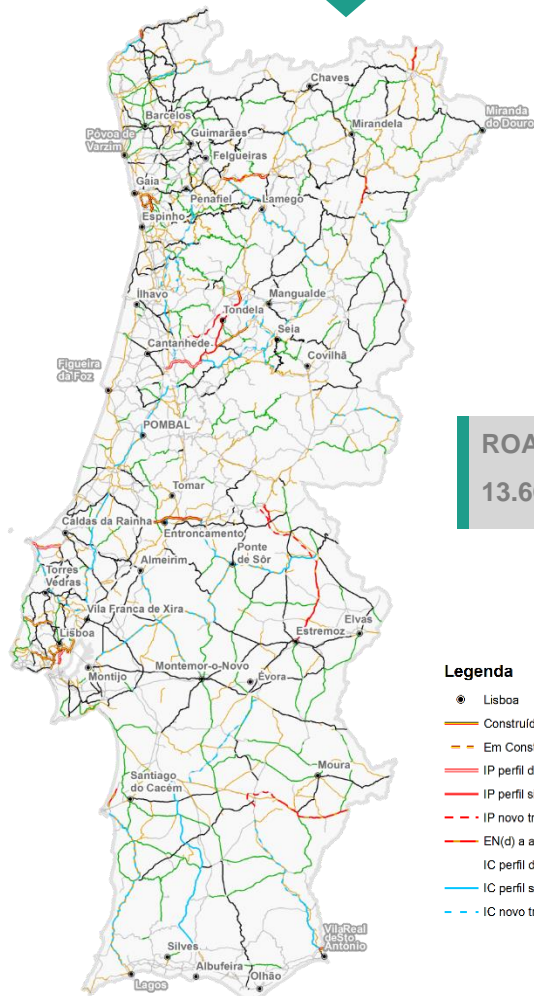 Chaves
Miranda
do Douro
Barcelos
Mirandela
Póvoa de
Varzim
Guimarães
Felgueiras
Gaia
Penafiel
Lamego
Espinho
Ílhavo
Mangualde
Tondela
Seia
Cantanhede
Covilhã
Figueira
da Foz
POMBAL
ROA
13.6
Tomar
Caldas da Rainha
Entroncamento
Ponte
de Sôr
Almeirim
Torres
Vedras
Vila Franca de Xira
Elvas
Lisboa
Estremoz
Montijo
Montemor-o-Novo
Évora
Moura
Santiago
do Cacém
Vila Real
de Sto.
António
Silves
Albufeira
Lagos
Olhão
Legenda
Lisboa
Construíd
Em Const
IP perfil d
IP perfil s
IP novo tr
EN(d) a a
IC perfil d
IC perfil s
IC novo tr